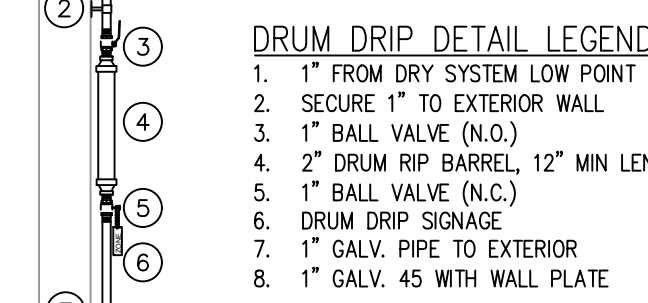 DRUM DRIP DETAIL LEGEND
1. 1" FROM DRY SYSTEM LOW POINT
2. SECURE 1" TO EXTERIOR WALL
3. 1" BALL VALVE (N.O.)
4. 2" DRUM RIP BARREL, 12" MIN LEN
5. 1" BALL VALVE (N.C.)
6. DRUM DRIP SIGNAGE
7. 1" GALV. PIPE TO EXTERIOR
8. 1" GALV. 45 WITH WALL PLATE
2
3
4
5
ZONE
6